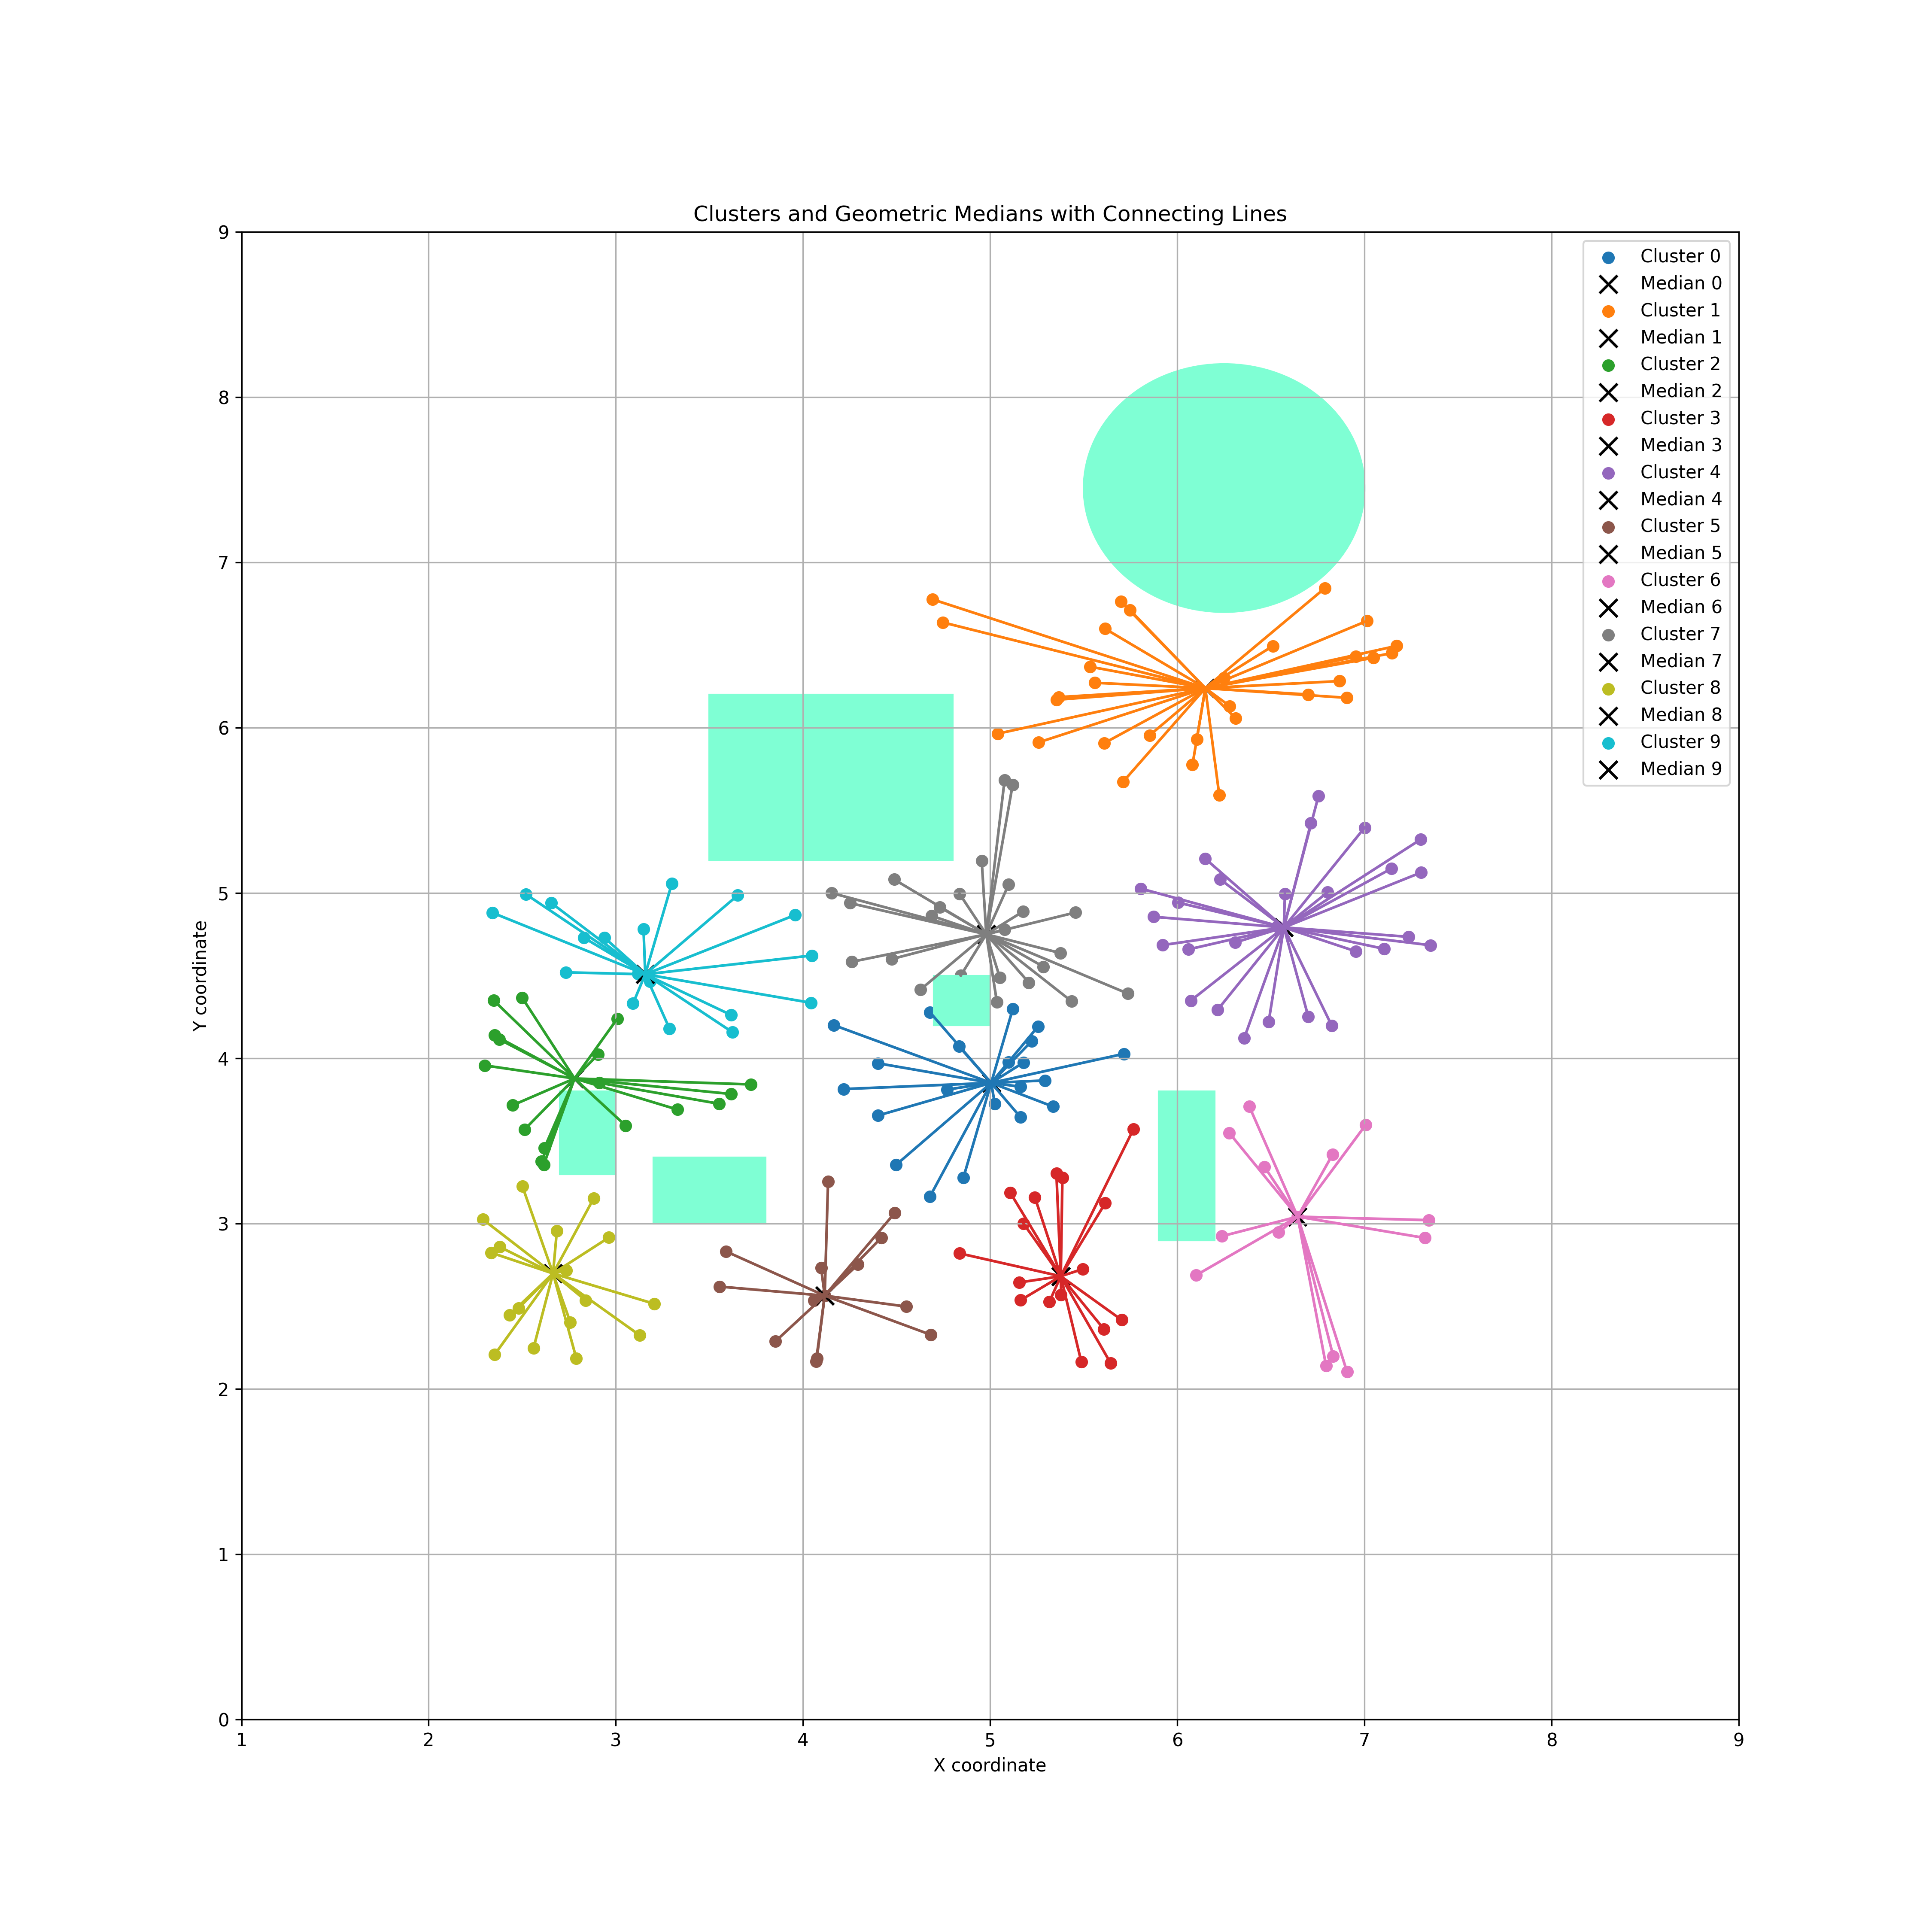 Clusters and Geometric Medians with Connecting Lines
9
8
7
6
5
4
3
2
1
0
Y coordinate
Cluster 0
Median 0
Cluster 1
Median 1
Cluster 2
Median 2
Cluster 3
Median 3
Cluster 4
Median 4
Cluster 5
Median 5
Cluster 6
Median 6
Cluster 7
Median 7
Cluster 8
Median 8
Cluster 9
Median 9
1 2 3 4 5 6 7 8 9
X coordinate